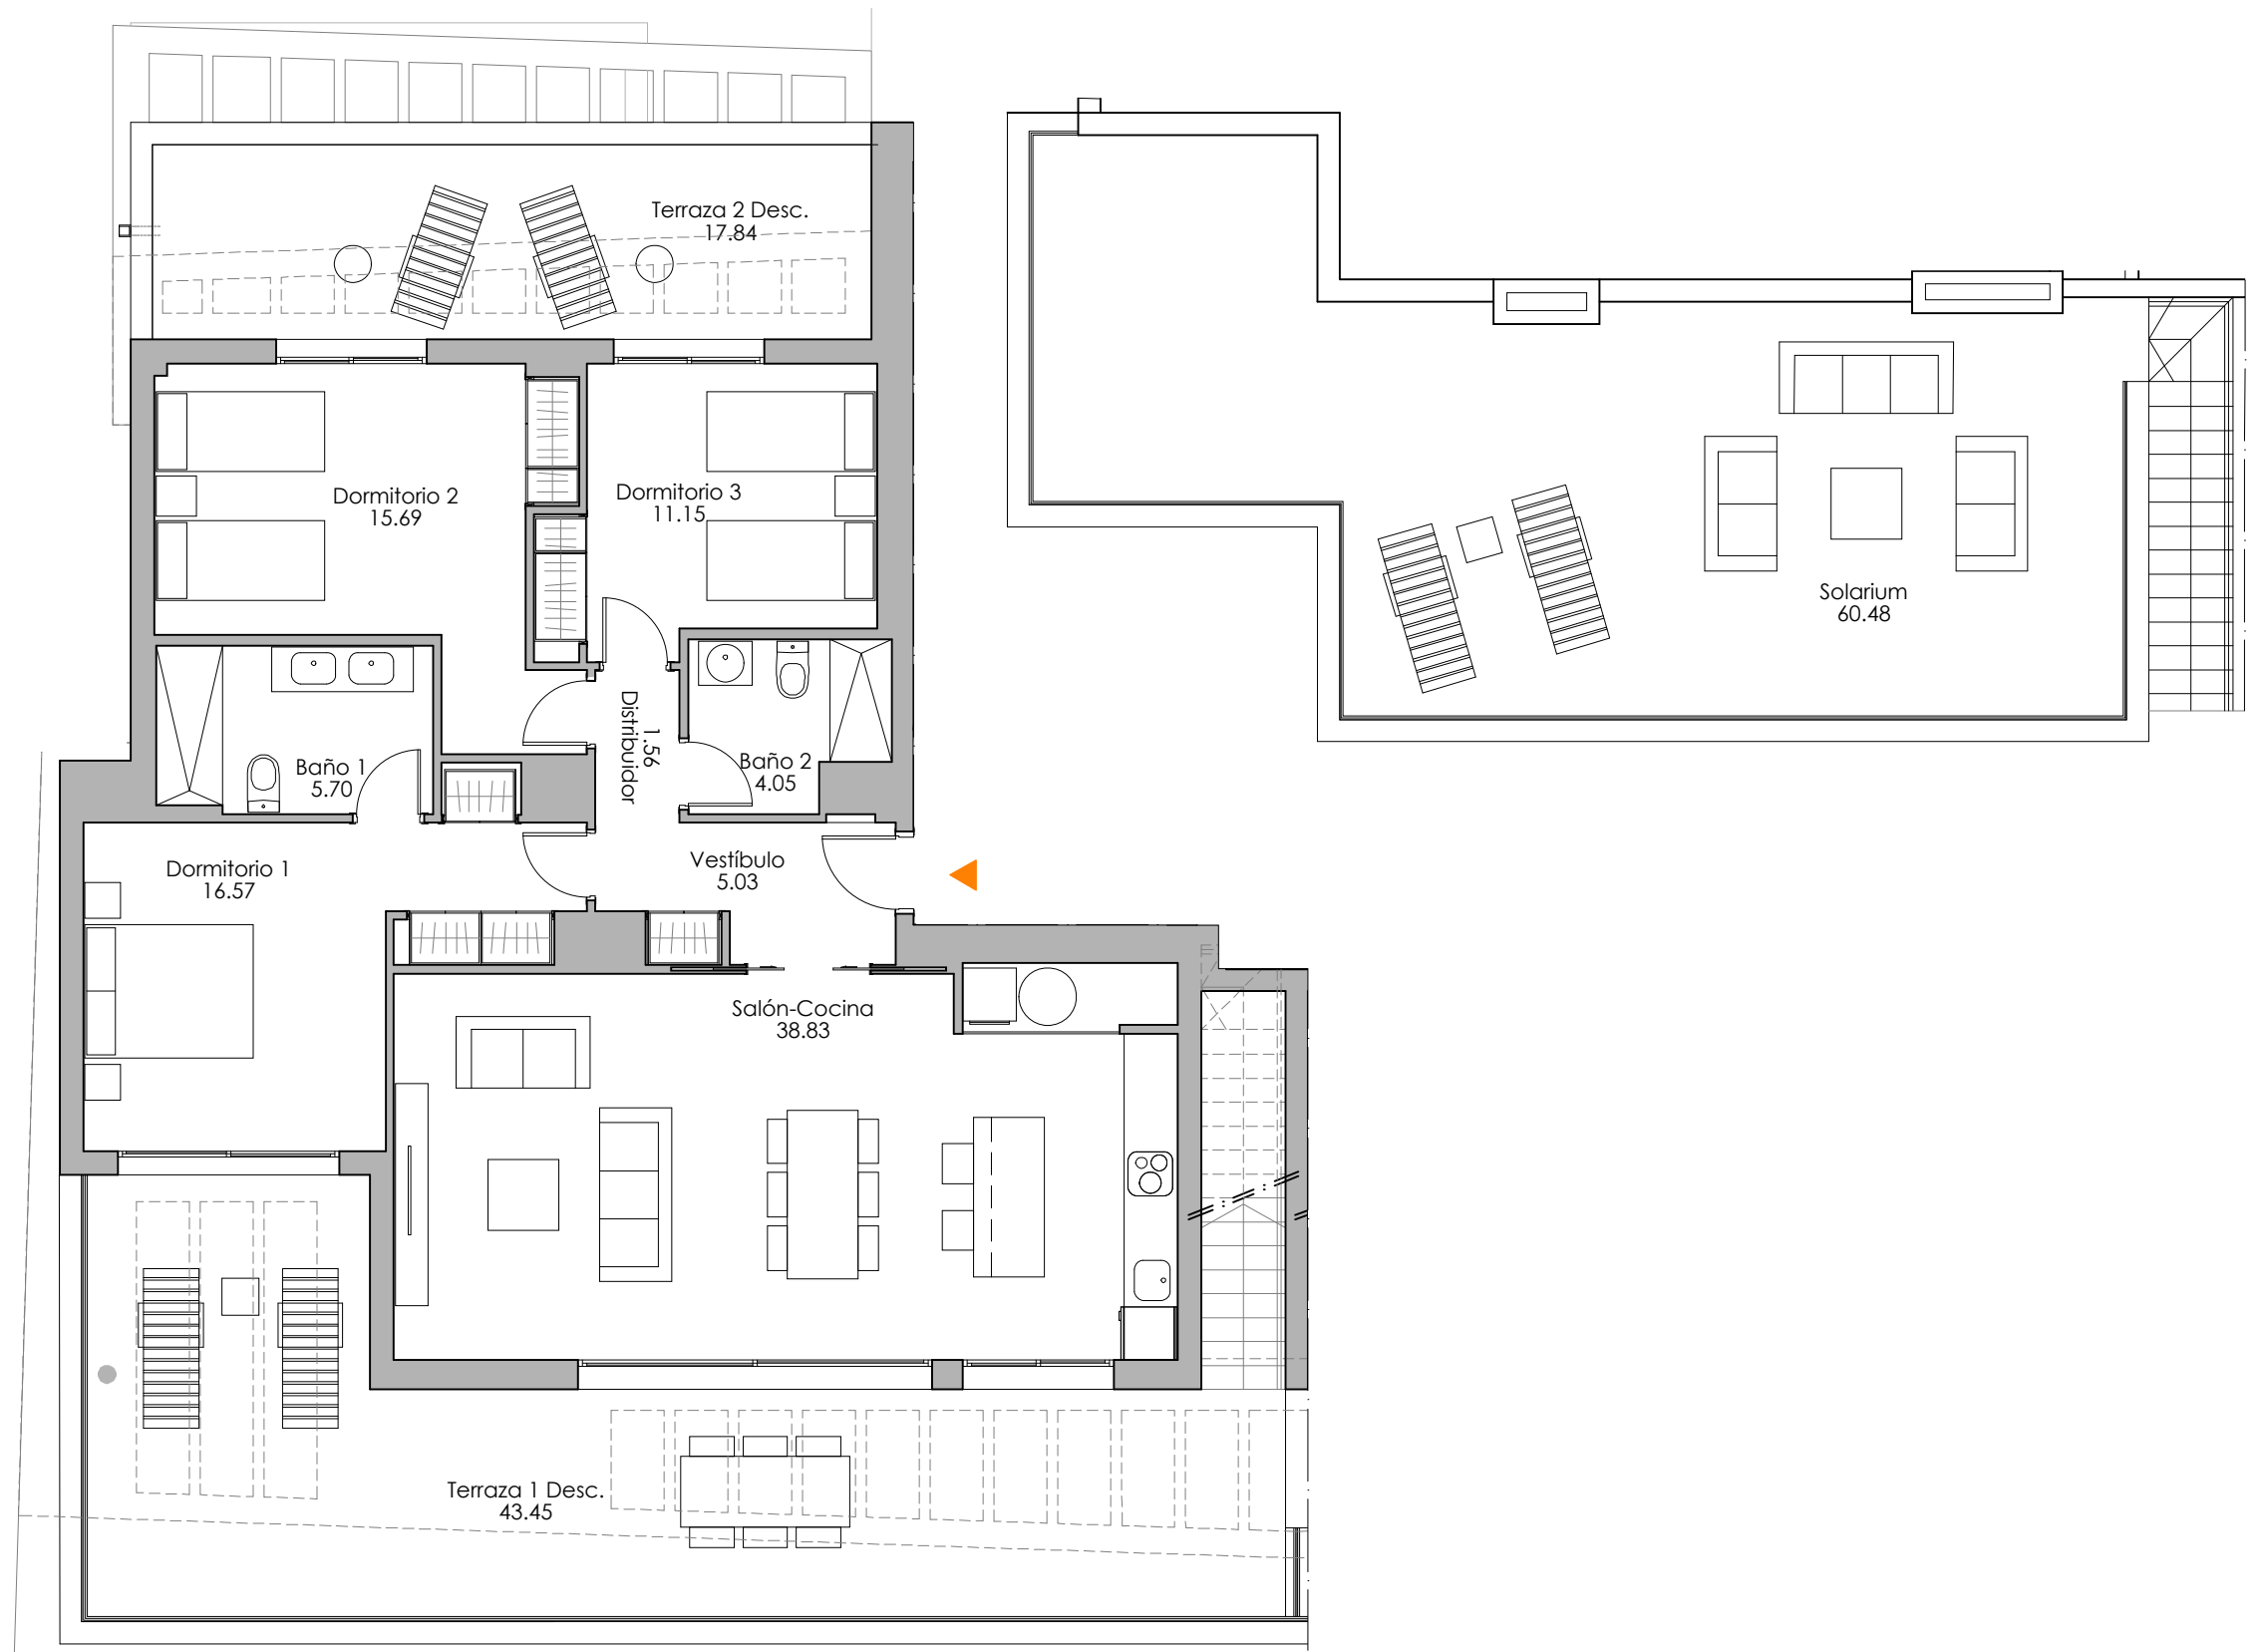 Terraza 2 Desc.
17.84
Dormitorio 2
15.69
Dormitorio 3
11.15
Solarium
60.48
Distribuidor
1.56
Baño 1
5.70
Baño 2
4.05
Dormitorio 1
16.57
Vestíbulo
5.03
Salón-Cocina
38.83
Terraza 1 Desc.
43.45